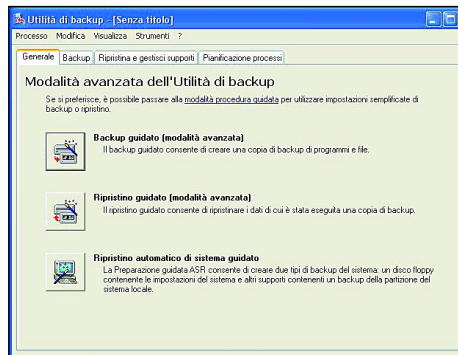 Utilità di backup - [Senza titolo]
Processo Modifica Visualizza Strumenti ?
Generale Backup Ripristina e gestisci supporti Pianificazione processi
Modalità avanzata dell'Utilità di backup
Se si preferisce, è possibile passare alla modalità procedura guidata per utilizzare impostazioni semplificate di
backup o ripristino.
Backup guidato (modalità avanzata)
Il backup guidato consente di creare una copia di backup di programmi e file.
Ripristino guidato (modalità avanzata)
Il ripristino guidato consente di ripristinare i dati di cui è stata eseguita una copia di backup.
Ripristino automatico di sistema guidato
La Preparazione guidata ASR consente di creare due tipi di backup del sistema: un disco floppy
contenente le impostazioni del sistema e altri supporti contenenti un backup della partizione del
sistema locale.